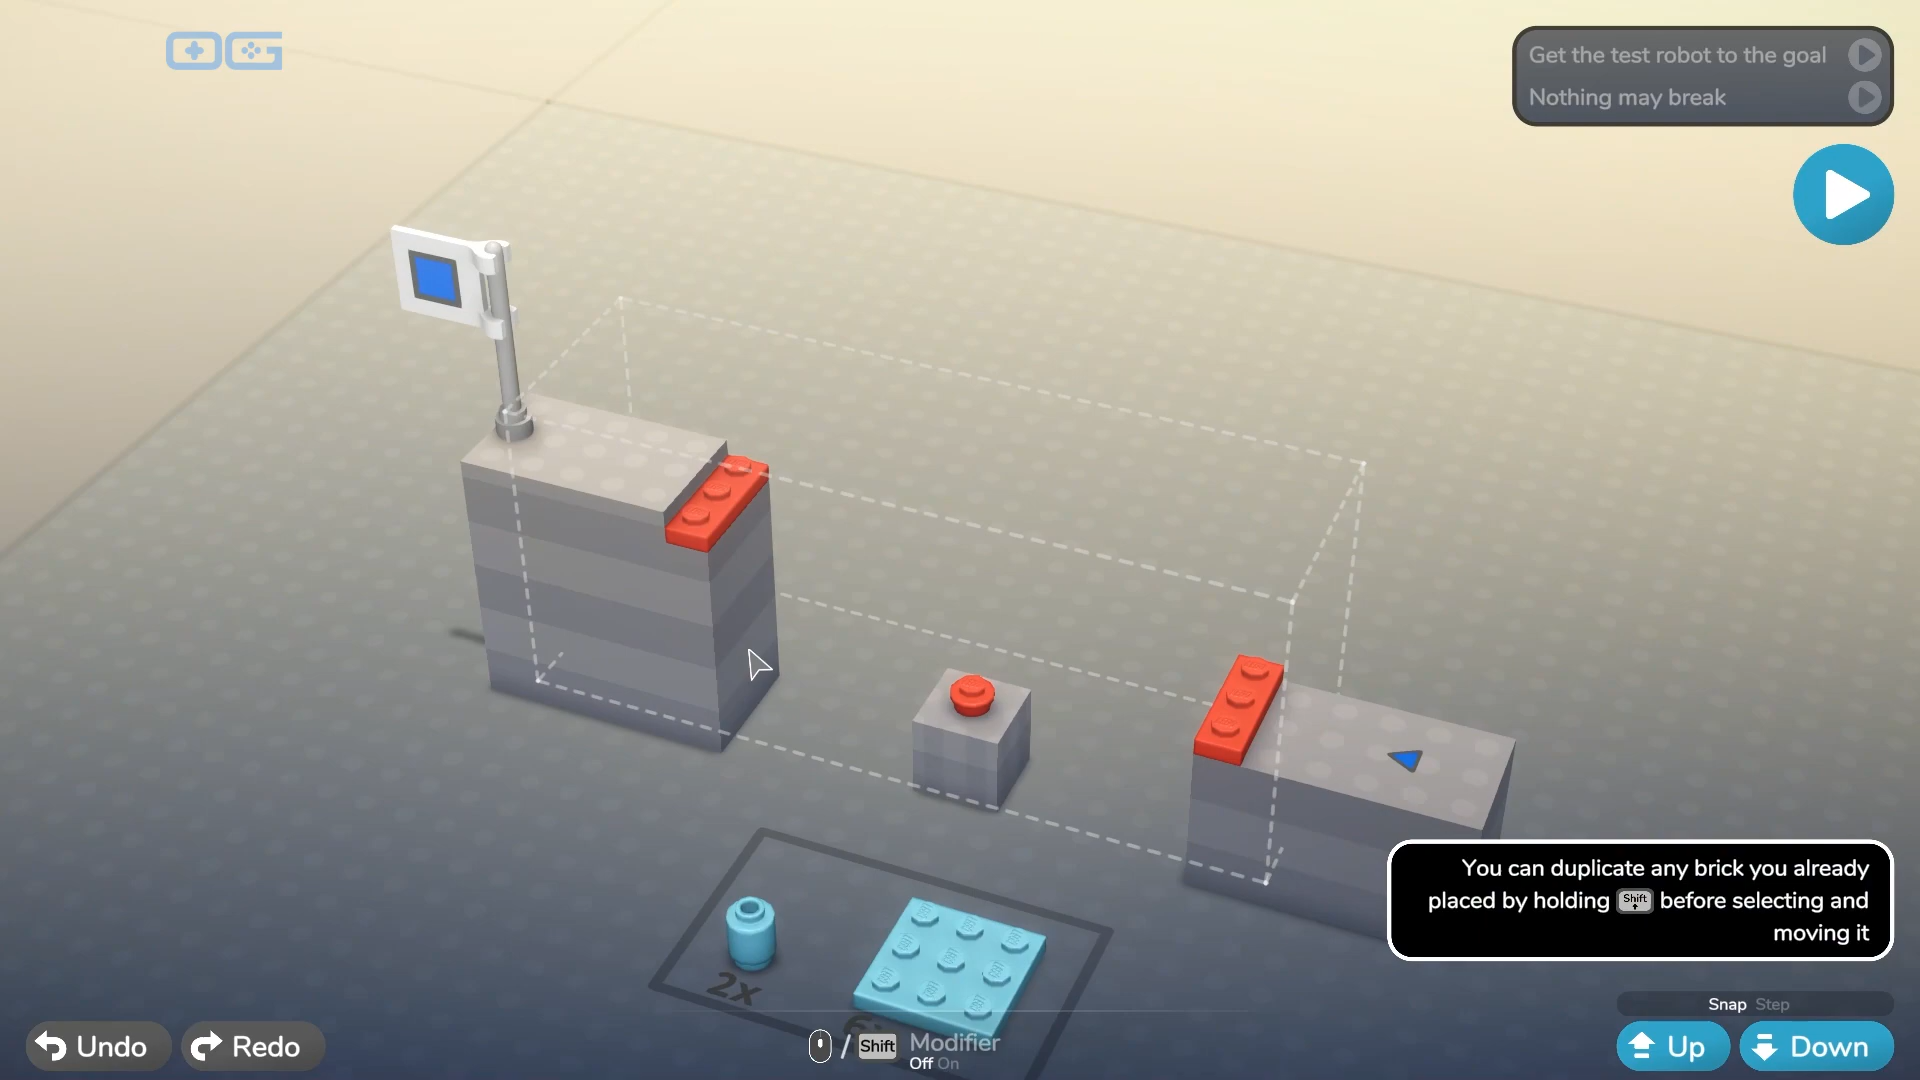 OG
Get the test robot to the goal
Nothing may break
You can duplicate any brick you already
placed by holding Shift before selecting and
moving it
2x
Snap Step
Undo
Redo
/ Shift Modifier
Off On
Up
Down